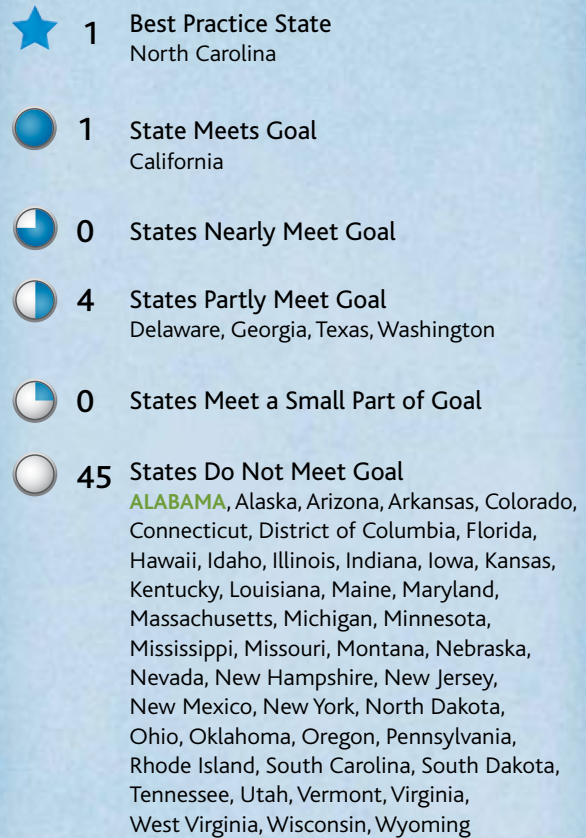 1 Best Practice State
North Carolina
1 State Meets Goal
California
0 States Nearly Meet Goal
4 States Partly Meet Goal
Delaware, Georgia, Texas, Washington
0 States Meet a Small Part of Goal
45 States Do Not Meet Goal
ALABAMA, Alaska, Arizona, Arkansas, Colorado,
Connecticut, District of Columbia, Florida,
Hawaii, Idaho, Illinois, Indiana, Iowa, Kansas,
Kentucky, Louisiana, Maine, Maryland,
Massachusetts, Michigan, Minnesota,
Mississippi, Missouri, Montana, Nebraska,
Nevada, New Hampshire, New Jersey,
New Mexico, New York, North Dakota,
Ohio, Oklahoma, Oregon, Pennsylvania,
Rhode Island, South Carolina, South Dakota,
Tennessee, Utah, Vermont, Virginia,
West Virginia, Wisconsin, Wyoming